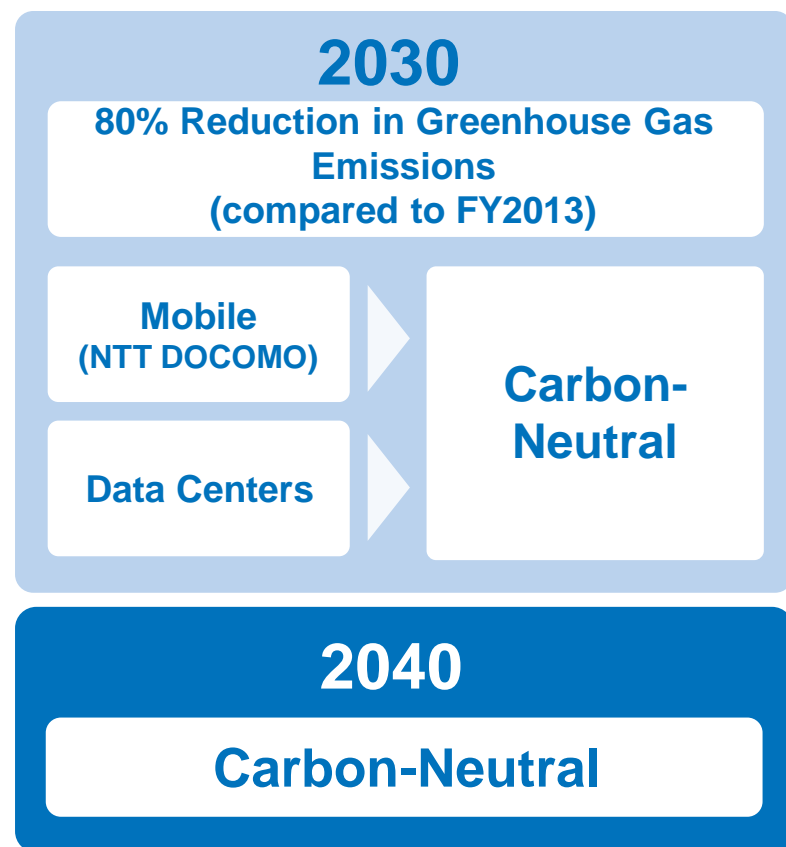 2030
80% Reduction in Greenhouse Gas
Emissions
(compared to FY2013)
Mobile
(NTT DOCOMO)
Data Centers
Carbon-
Neutral
2040
Carbon-Neutral